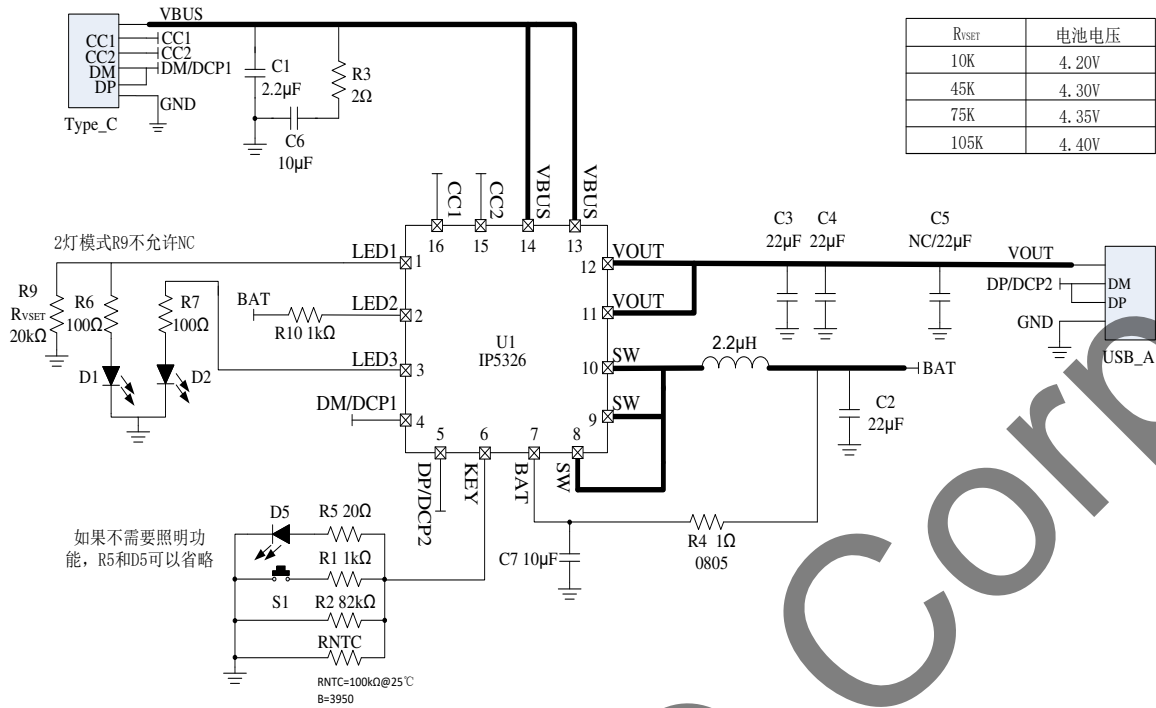 VBUS
CC1
CC1
CC2
CC2
DM
DM/DCP1
DP
GND
Type_C
C1
2.2μF
R3
2Ω
C6
10μF
RVSET 电池电压
10K 4.20V
45K 4.30V
75K 4.35V
105K 4.40V
CC1
CC2
VBUS
VBUS
16 15 14 13
2灯模式R9不允许NC
LED1
1
R9
RVSET
20kΩ
R6
100Ω
R7
100Ω
BAT
R10 1kΩ
LED2
2
D1
D2
LED3
3
DM/DCP1
4
U1
IP5326
VOUT
12
VOUT
11
SW
10
SW
9
5 6 7 8
DP/DCP2
KEY
BAT
SW
C3
22μF
C4
22μF
C5
NC/22μF
VOUT
DP/DCP2
DM
DP
GND
USB_A
2.2μH
BAT
C2
22μF
R4 1Ω
0805
C7 10μF
如果不需要照明功
能，R5和D5可以省略
D5
R5 20Ω
R1 1kΩ
S1
R2 82kΩ
RNTC
RNTC=100kΩ@25℃
B=3950
Corp